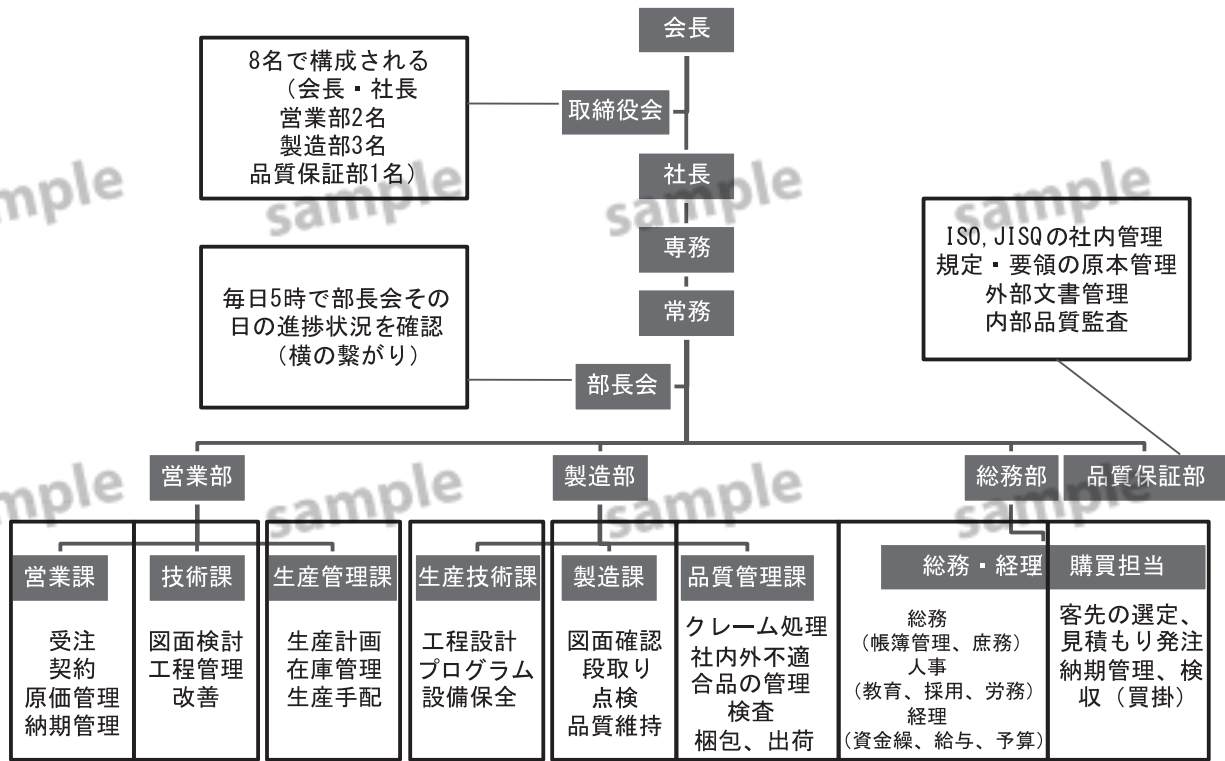 会長
8名で構成される
（会長・社長
営業部2名
製造部3名
品質保証部1名）
取締役会
社長
専務
常務
毎日5時で部長会その
日の進捗状況を確認
（横の繋がり）
部長会
ISO,JISQの社内管理
規定・要領の原本管理
外部文書管理
内部品質監査
営業部
製造部
総務部
品質保証部
営業課
受注
契約
原価管理
納期管理
技術課
図面検討
工程管理
改善
生産管理課
生産計画
在庫管理
生産手配
生産技術課
工程設計
プログラム
設備保全
製造課
図面確認
段取り
点検
品質維持
品質管理課
クレーム処理
社内外不適
合品の管理
検査
梱包、出荷
総務・経理
総務
（帳簿管理、庶務）
人事
（教育、採用、労務）
経理
（資金繰、給与、予算）
購買担当
客先の選定、
見積もり発注
納期管理、検
収（買掛）
sample
sample
sample
sample
sample
sample
sample
sample